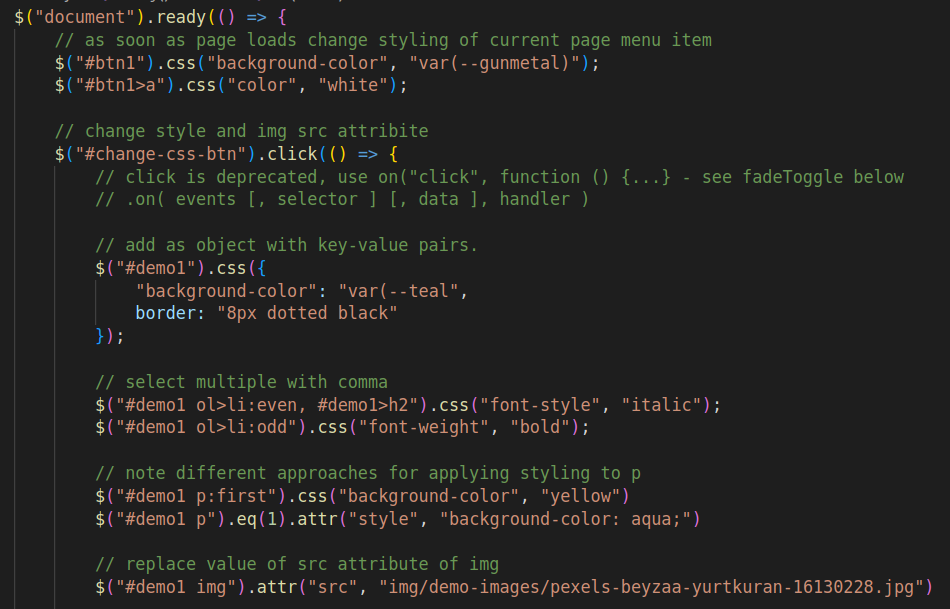 $("document").ready(() => {
    // as soon as page loads change styling of current page menu item
    $("#btn1").css("background-color", "var(--gunmetal)");
    $("#btn1>a").css("color", "white");

    // change style and img src attribite
    $("#change-css-btn").click(() => {
        // click is deprecated, use on("click", function () {...} - see fadeToggle below
        // .on( events [, selector ] [, data ], handler )

        // add as object with key-value pairs.
        $("#demo1").css({
            "background-color": "var(--teal",
            border: "8px dotted black"
        });

        // select multiple with comma
        $("#demo1 ol>li:even, #demo1>h2").css("font-style", "italic");
        $("#demo1 ol>li:odd").css("font-weight", "bold");

        // note different approaches for applying styling to p
        $("#demo1 p:first").css("background-color", "yellow")
        $("#demo1 p").eq(1).attr("style", "background-color: aqua;")

        // replace value of src attribute of img
        $("#demo1 img").attr("src", "img/demo-images/pexels-beyzaa-yurtkuran-16130228.jpg")